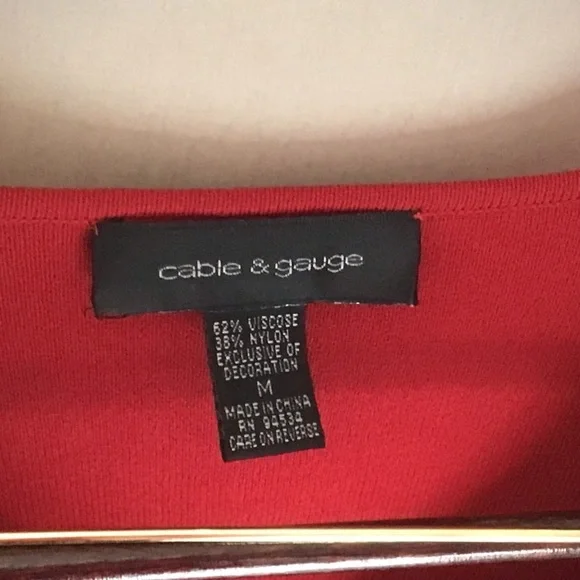 cable & gauge
62% VISCOSE
38% NYLON
EXCLUSIVE OF
DECORATION
M
MADE IN CHINA
RN 94534
CARE ON REVERSE